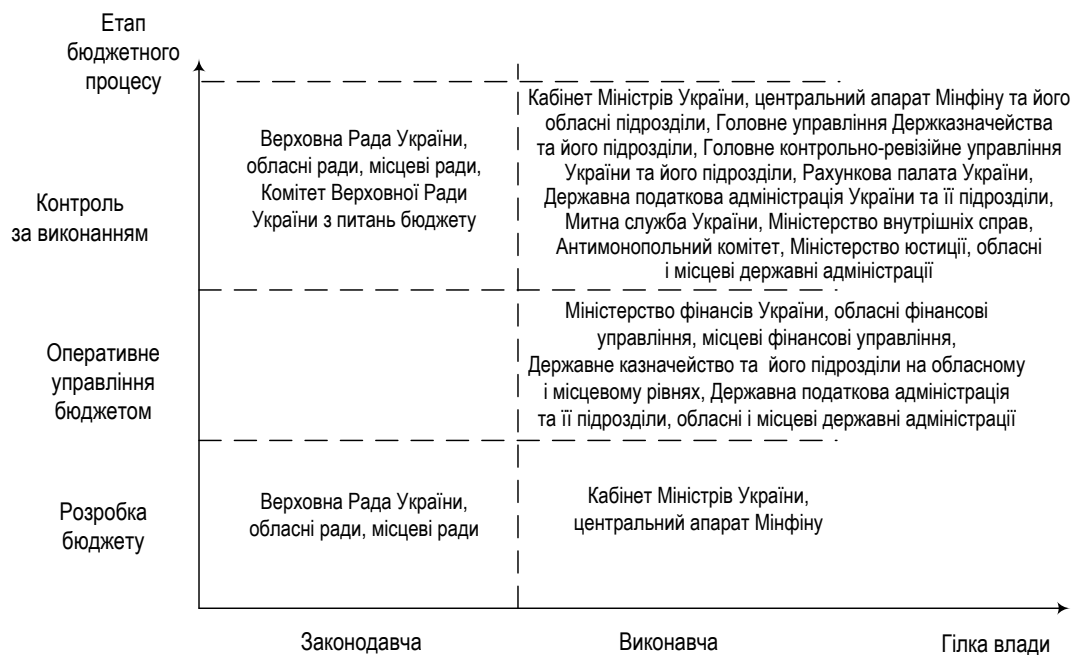 Етап
бюджетного
процесу
Контроль
за виконанням
Верховна Рада України,
обласні ради, місцеві ради,
Комітет Верховної Ради
України з питань бюджету
Кабінет Міністрів України, центральний апарат Мінфіну та його
обласні підрозділи, Головне управління Держказначейства
та його підрозділи, Головне контрольно-ревізійне управління
України та його підрозділи, Рахункова палата України,
Державна податкова адміністрація України та її підрозділи,
Митна служба України, Міністерство внутрішніх справ,
Антимонопольний комітет, Міністерство юстиції, обласні
і місцеві державні адміністрації
Оперативне
управління
бюджетом
Міністерство фінансів України, обласні фінансові
управління, місцеві фінансові управління,
Державне казначейство та його підрозділи на обласному
і місцевому рівнях, Державна податкова адміністрація
та її підрозділи, обласні і місцеві державні адміністрації
Розробка
бюджету
Верховна Рада України,
обласні ради, місцеві ради
Кабінет Міністрів України,
центральний апарат Мінфіну
Законодавча
Виконавча
Гілка влади